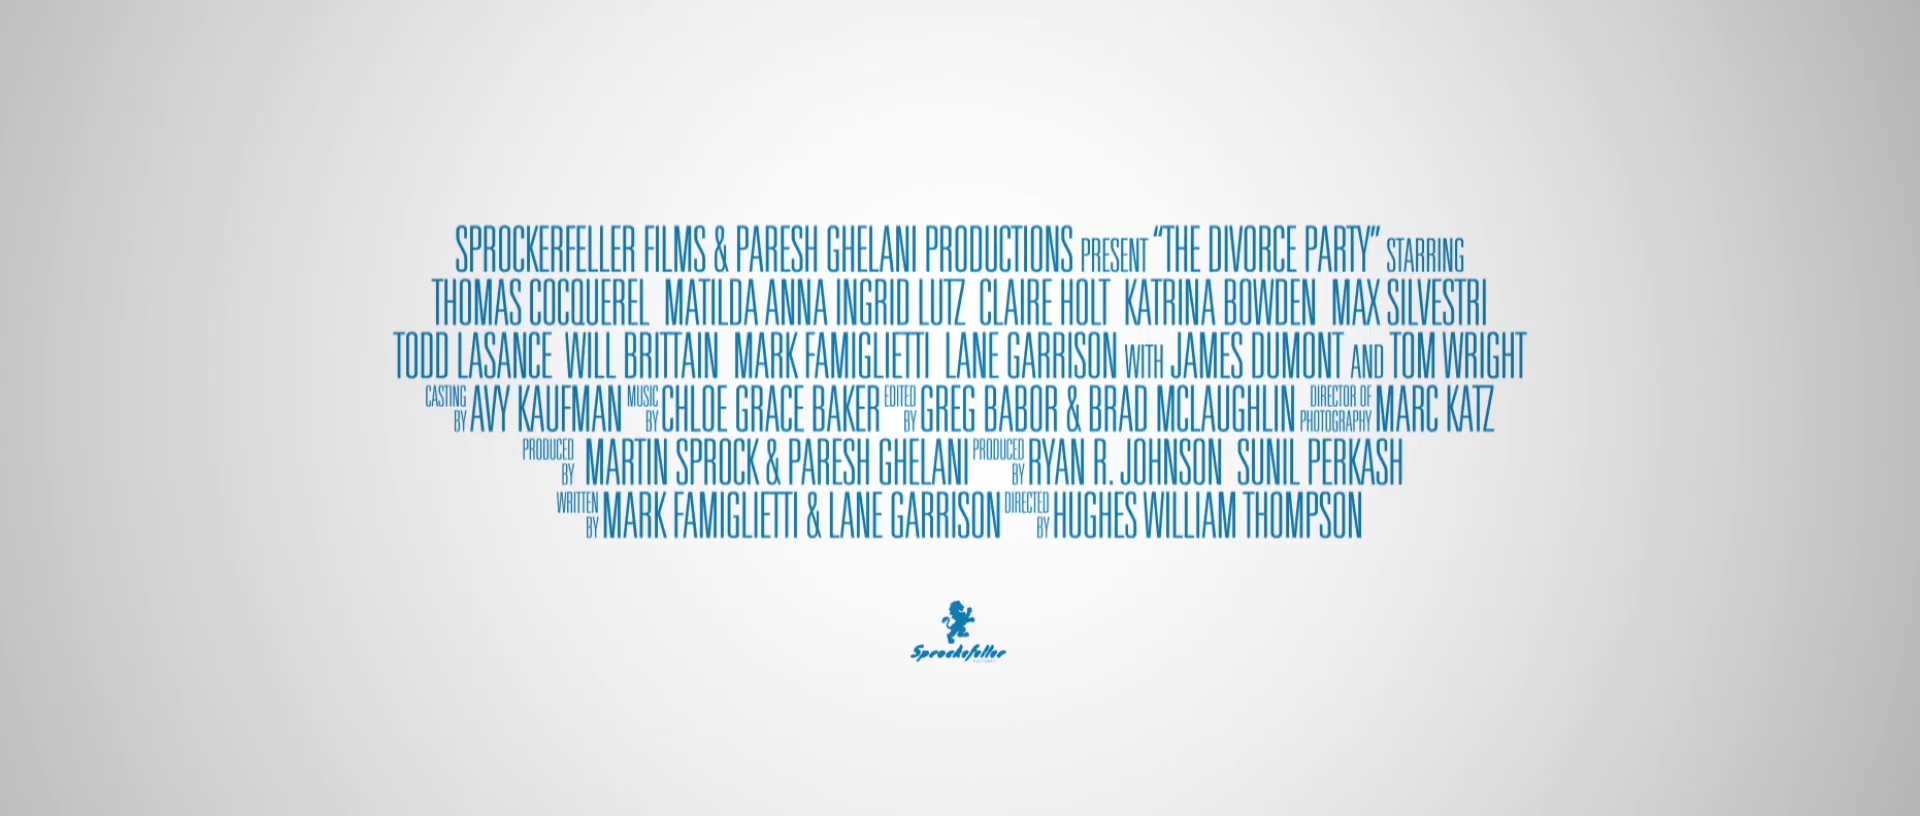 SPROCKERFELLER FILMS & PARESH GHELANI PRODUCTIONS PRESENT “THE DIVORCE PARTY” STARRING
THOMAS COCQUEREL MATILDA ANNA INGRID LUTZ CLAIRE HOLT KATRINA BOWDEN MAX SILVESTRI
TODD LASANCE WILL BRITTAIN MARK FAMIGLIETTI LANE GARRISON WITH JAMES DUMONT AND TOM WRIGHT
CASTING BY AVY KAUFMAN MUSIC BY CHLOE GRACE BAKER EDITED BY GREG BABOR & BRAD MCLAUGHLIN DIRECTOR OF PHOTOGRAPHY MARC KATZ
PRODUCED BY MARTIN SPROCK & PARESH GHELANI PRODUCED BY RYAN R. JOHNSON SUNIL PERKASH
WRITTEN BY MARK FAMIGLIETTI & LANE GARRISON DIRECTED BY HUGHES WILLIAM THOMPSON
Sprockefeller
PICTURES